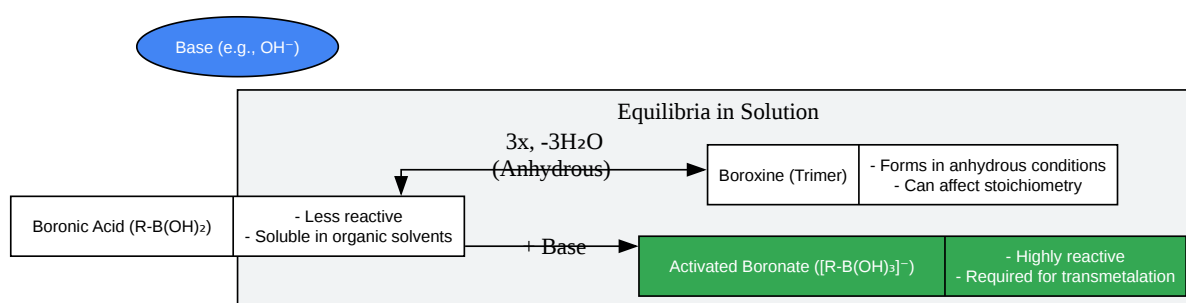 Base (e.g., OH⁻)
Equilibria in Solution
3x, -3H₂O
(Anhydrous)
Boroxine (Trimer)
- Forms in anhydrous conditions
- Can affect stoichiometry
Boronic Acid (R-B(OH)₂)
- Less reactive
- Soluble in organic solvents
+ Base
Activated Boronate ([R-B(OH)₃]⁻)
- Highly reactive
- Required for transmetalation